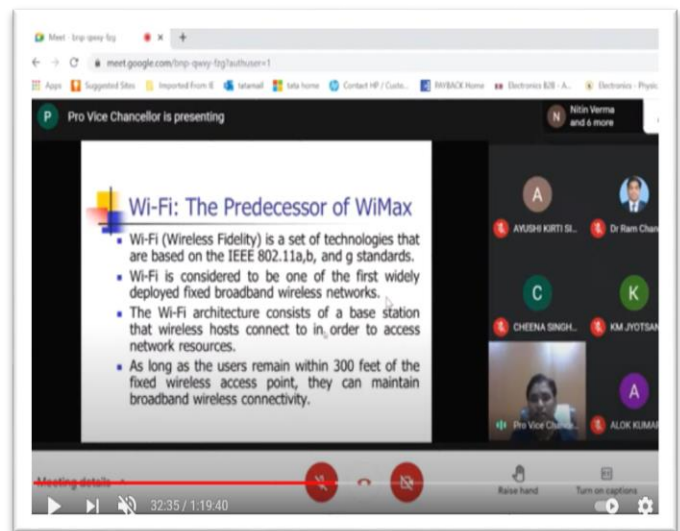 Meet - bnp-qwxy-fzg
meet.google.com/bnp-qwxy-fzg?authuser=1
Apps Suggested Sites Imported From IE tatamail tata home Contact HP / Custo... PAYBACK Home Electronics B2B - A... Electronics - Physic
P Pro Vice Chancellor is presenting
N Nitin Verma
and 6 more
Wi-Fi: The Predecessor of WiMax
Wi-Fi (Wireless Fidelity) is a set of technologies that
are based on the IEEE 802.11a,b, and g standards.
Wi-Fi is considered to be one of the first widely
deployed fixed broadband wireless networks.
The Wi-Fi architecture consists of a base station
that wireless hosts connect to in order to access
network resources.
As long as the users remain within 300 feet of the
fixed wireless access point, they can maintain
broadband wireless connectivity.
A
AYUSHI KIRTI SI... Dr Ram Chan
C K
CHEENA SINGH... KM JYOTSAN
A
Pro Vice Chance... ALOK KUMAR
Meeting details
Raise hand Turn on captions
32:35 / 1:19:40